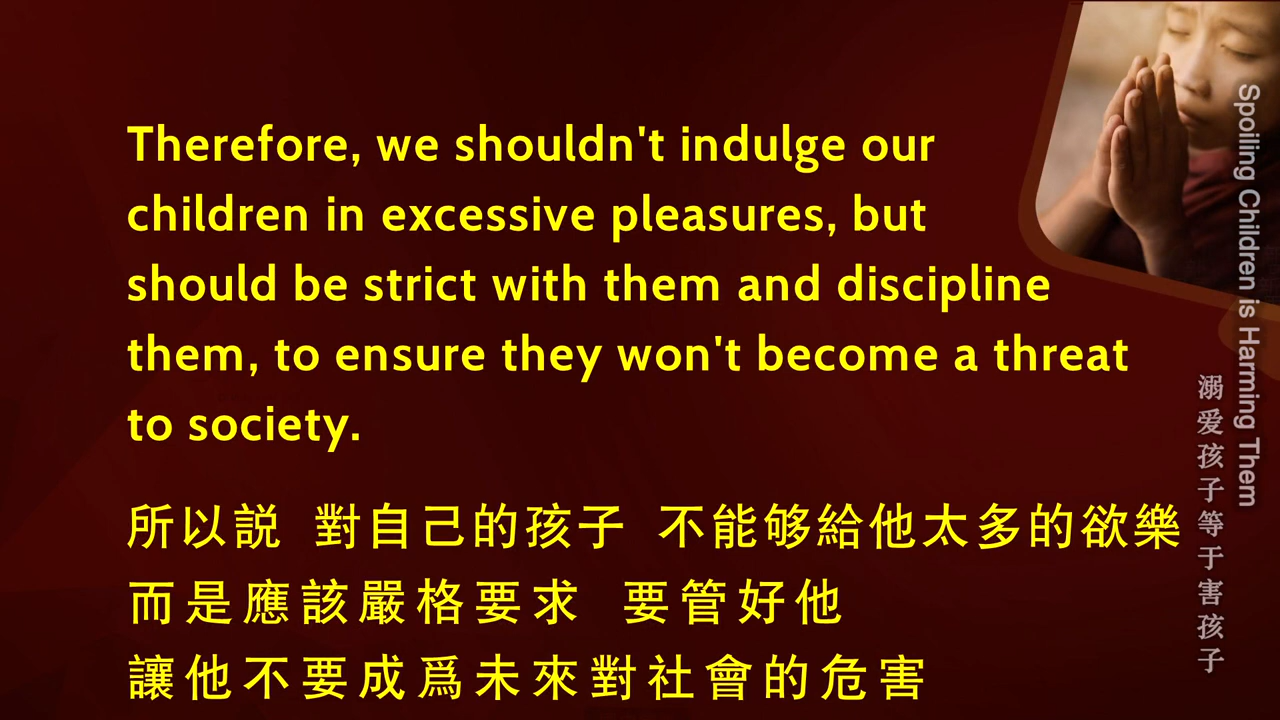 Therefore, we shouldn't indulge our
children in excessive pleasures, but
should be strict with them and discipline
them, to ensure they won't become a threat
to society.
所以説 對自己的孩子 不能够給他太多的欲樂
而是應該嚴格要求 要管好他
讓他不要成爲未來對社會的危害
Spoiling Children is Harming Them
溺爱孩子等于害孩子